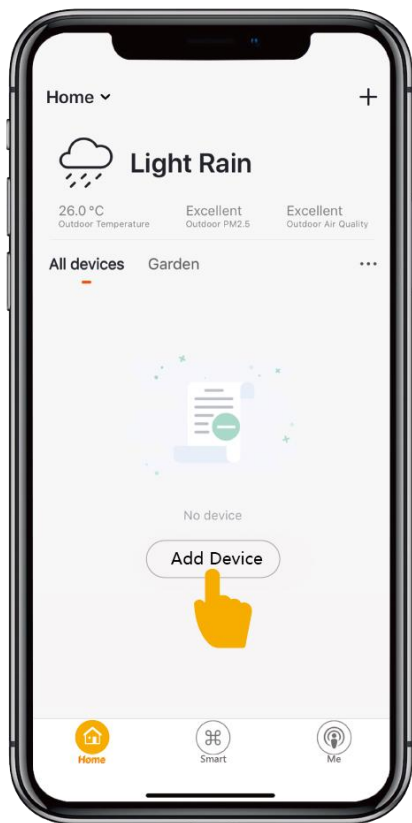 Home
Light Rain
26.0 °C Excellent Excellent
Outdoor Temperature Outdoor PM2.5 Outdoor Air Quality
All devices Garden ...
No device
Add Device
Home Smart Me